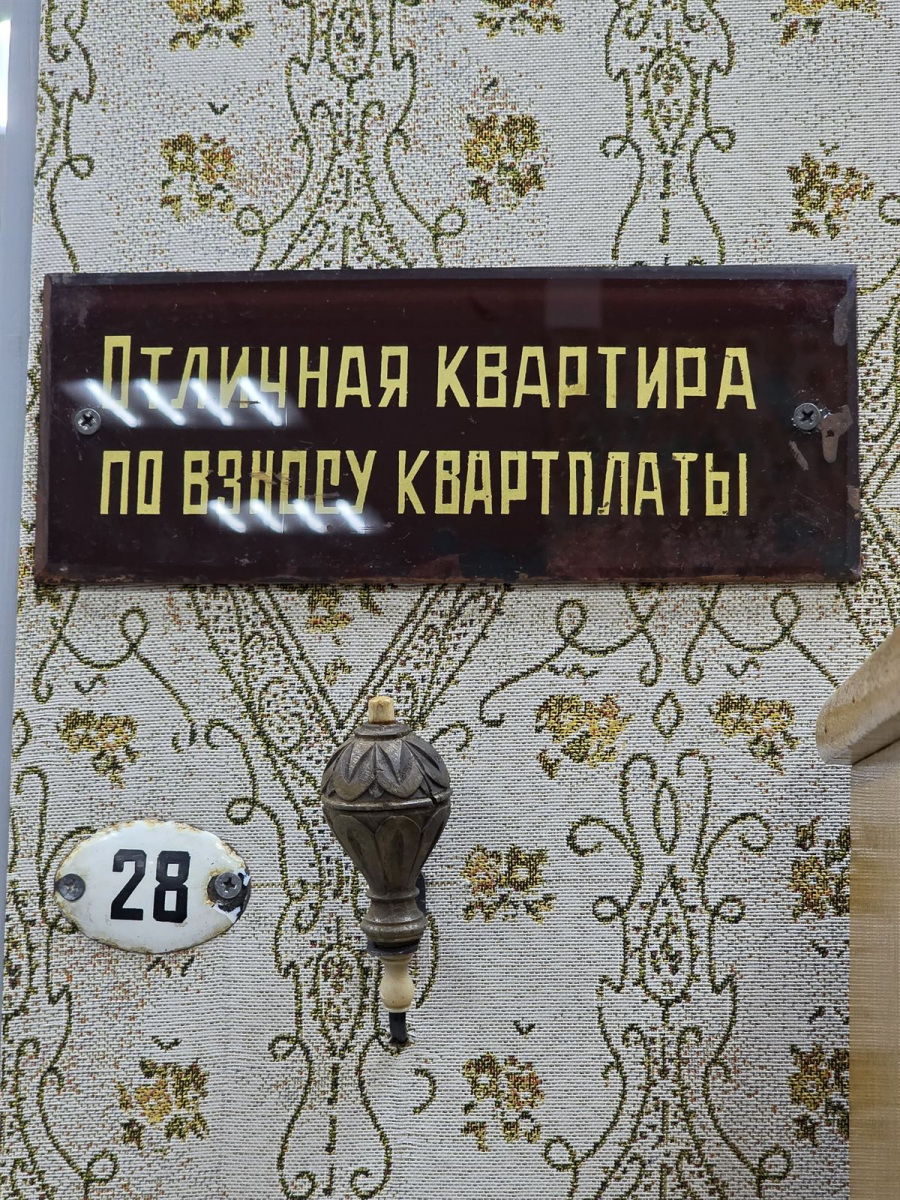 Отличная квартира
по взносу квартплаты
28